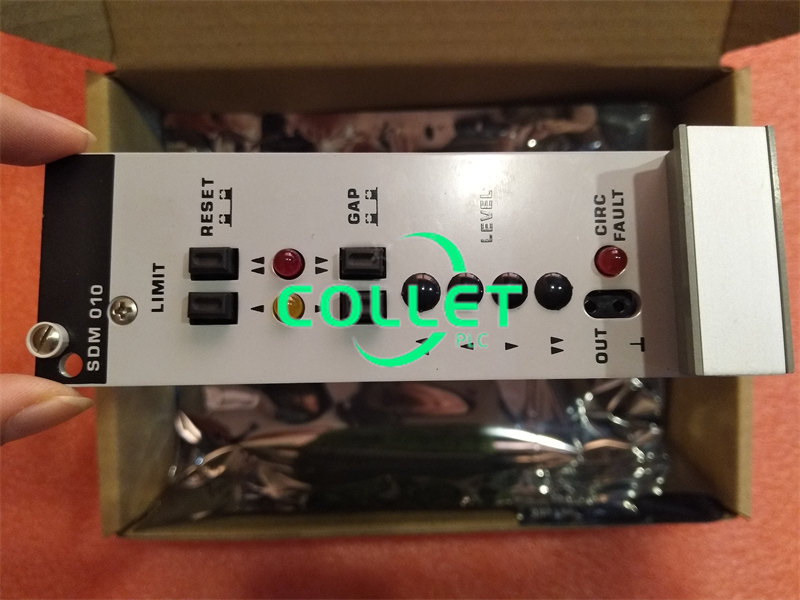 SDM 010
LIMIT
RESET
GAP
LEVEL
CIRC
FAULT
OUT
COLLET
PLC